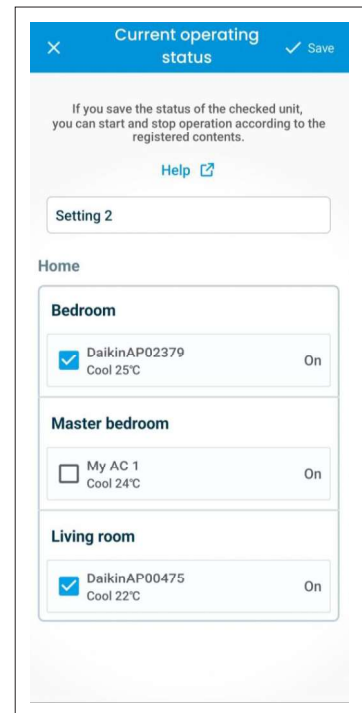 Current operating
status
Save
If you save the status of the checked unit,
you can start and stop operation according to the
registered contents.
Help
Setting 2
Home
Bedroom
DaikinAP02379
Cool 25℃
On
Master bedroom
My AC 1
Cool 24℃
On
Living room
DaikinAP00475
Cool 22℃
On